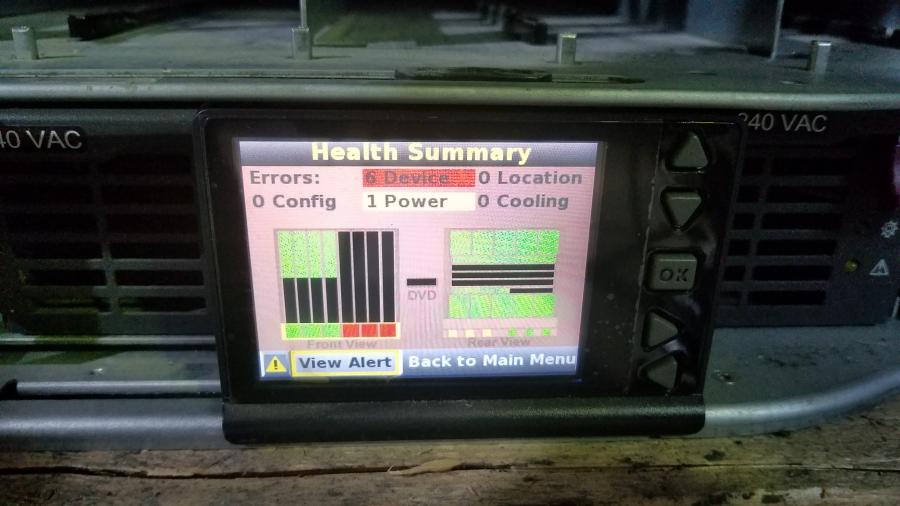 40 VAC
240 VAC
Health Summary
Errors: 6 Device 0 Location
0 Config 1 Power 0 Cooling
DVD
Front View Rear View
View Alert Back to Main Menu
OK